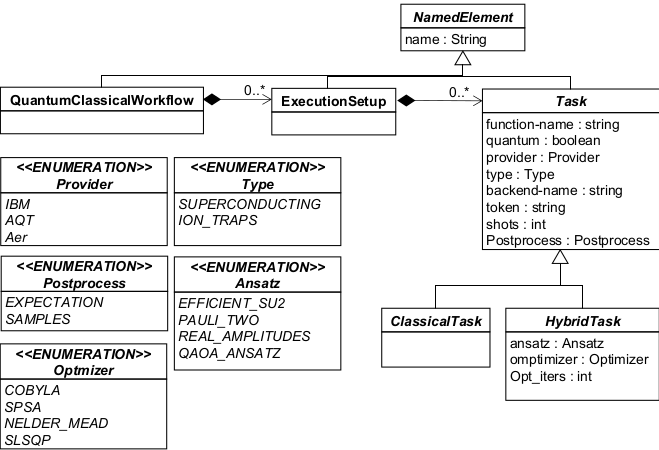 NamedElement
name : String
QuantumClassicalWorkflow
0..*
ExecutionSetup
0..*
Task
function-name : string
quantum : boolean
provider : Provider
type : Type
backend-name : string
token : string
shots : int
Postprocess : Postprocess
<<ENUMERATION>>
Provider
IBM
AQT
Aer
<<ENUMERATION>>
Type
SUPERCONDUCTING
ION_TRAPS
<<ENUMERATION>>
Postprocess
EXPECTATION
SAMPLES
<<ENUMERATION>>
Ansatz
EFFICIENT_SU2
PAULI_TWO
REAL_AMPLITUDES
QAOA_ANSATZ
<<ENUMERATION>>
Optmizer
COBYLA
SPSA
NELDER_MEAD
SLSQP
ClassicalTask
HybridTask
ansatz : Ansatz
omptimizer : Optimizer
Opt_iters : int